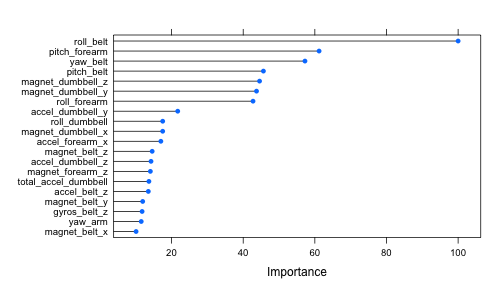 roll_belt
pitch_forearm
yaw_belt
pitch_belt
magnet_dumbbell_z
magnet_dumbbell_y
roll_forearm
accel_dumbbell_y
roll_dumbbell
magnet_dumbbell_x
accel_forearm_x
magnet_belt_z
accel_dumbbell_z
magnet_forearm_z
total_accel_dumbbell
accel_belt_z
magnet_belt_y
gyros_belt_z
yaw_arm
magnet_belt_x
20 40 60 80 100
Importance